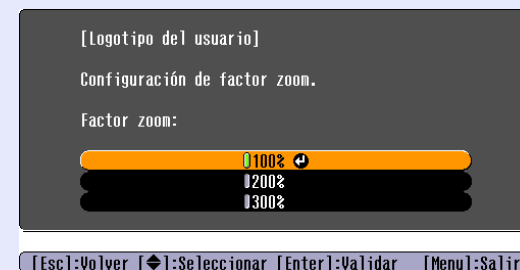 [Logotipo del usuario]
Configuración de factor zoom.
Factor zoom:
100%
200%
300%
[Esc]:Volver [◆]:Seleccionar [Enter]:Validar [Menu]:Salir